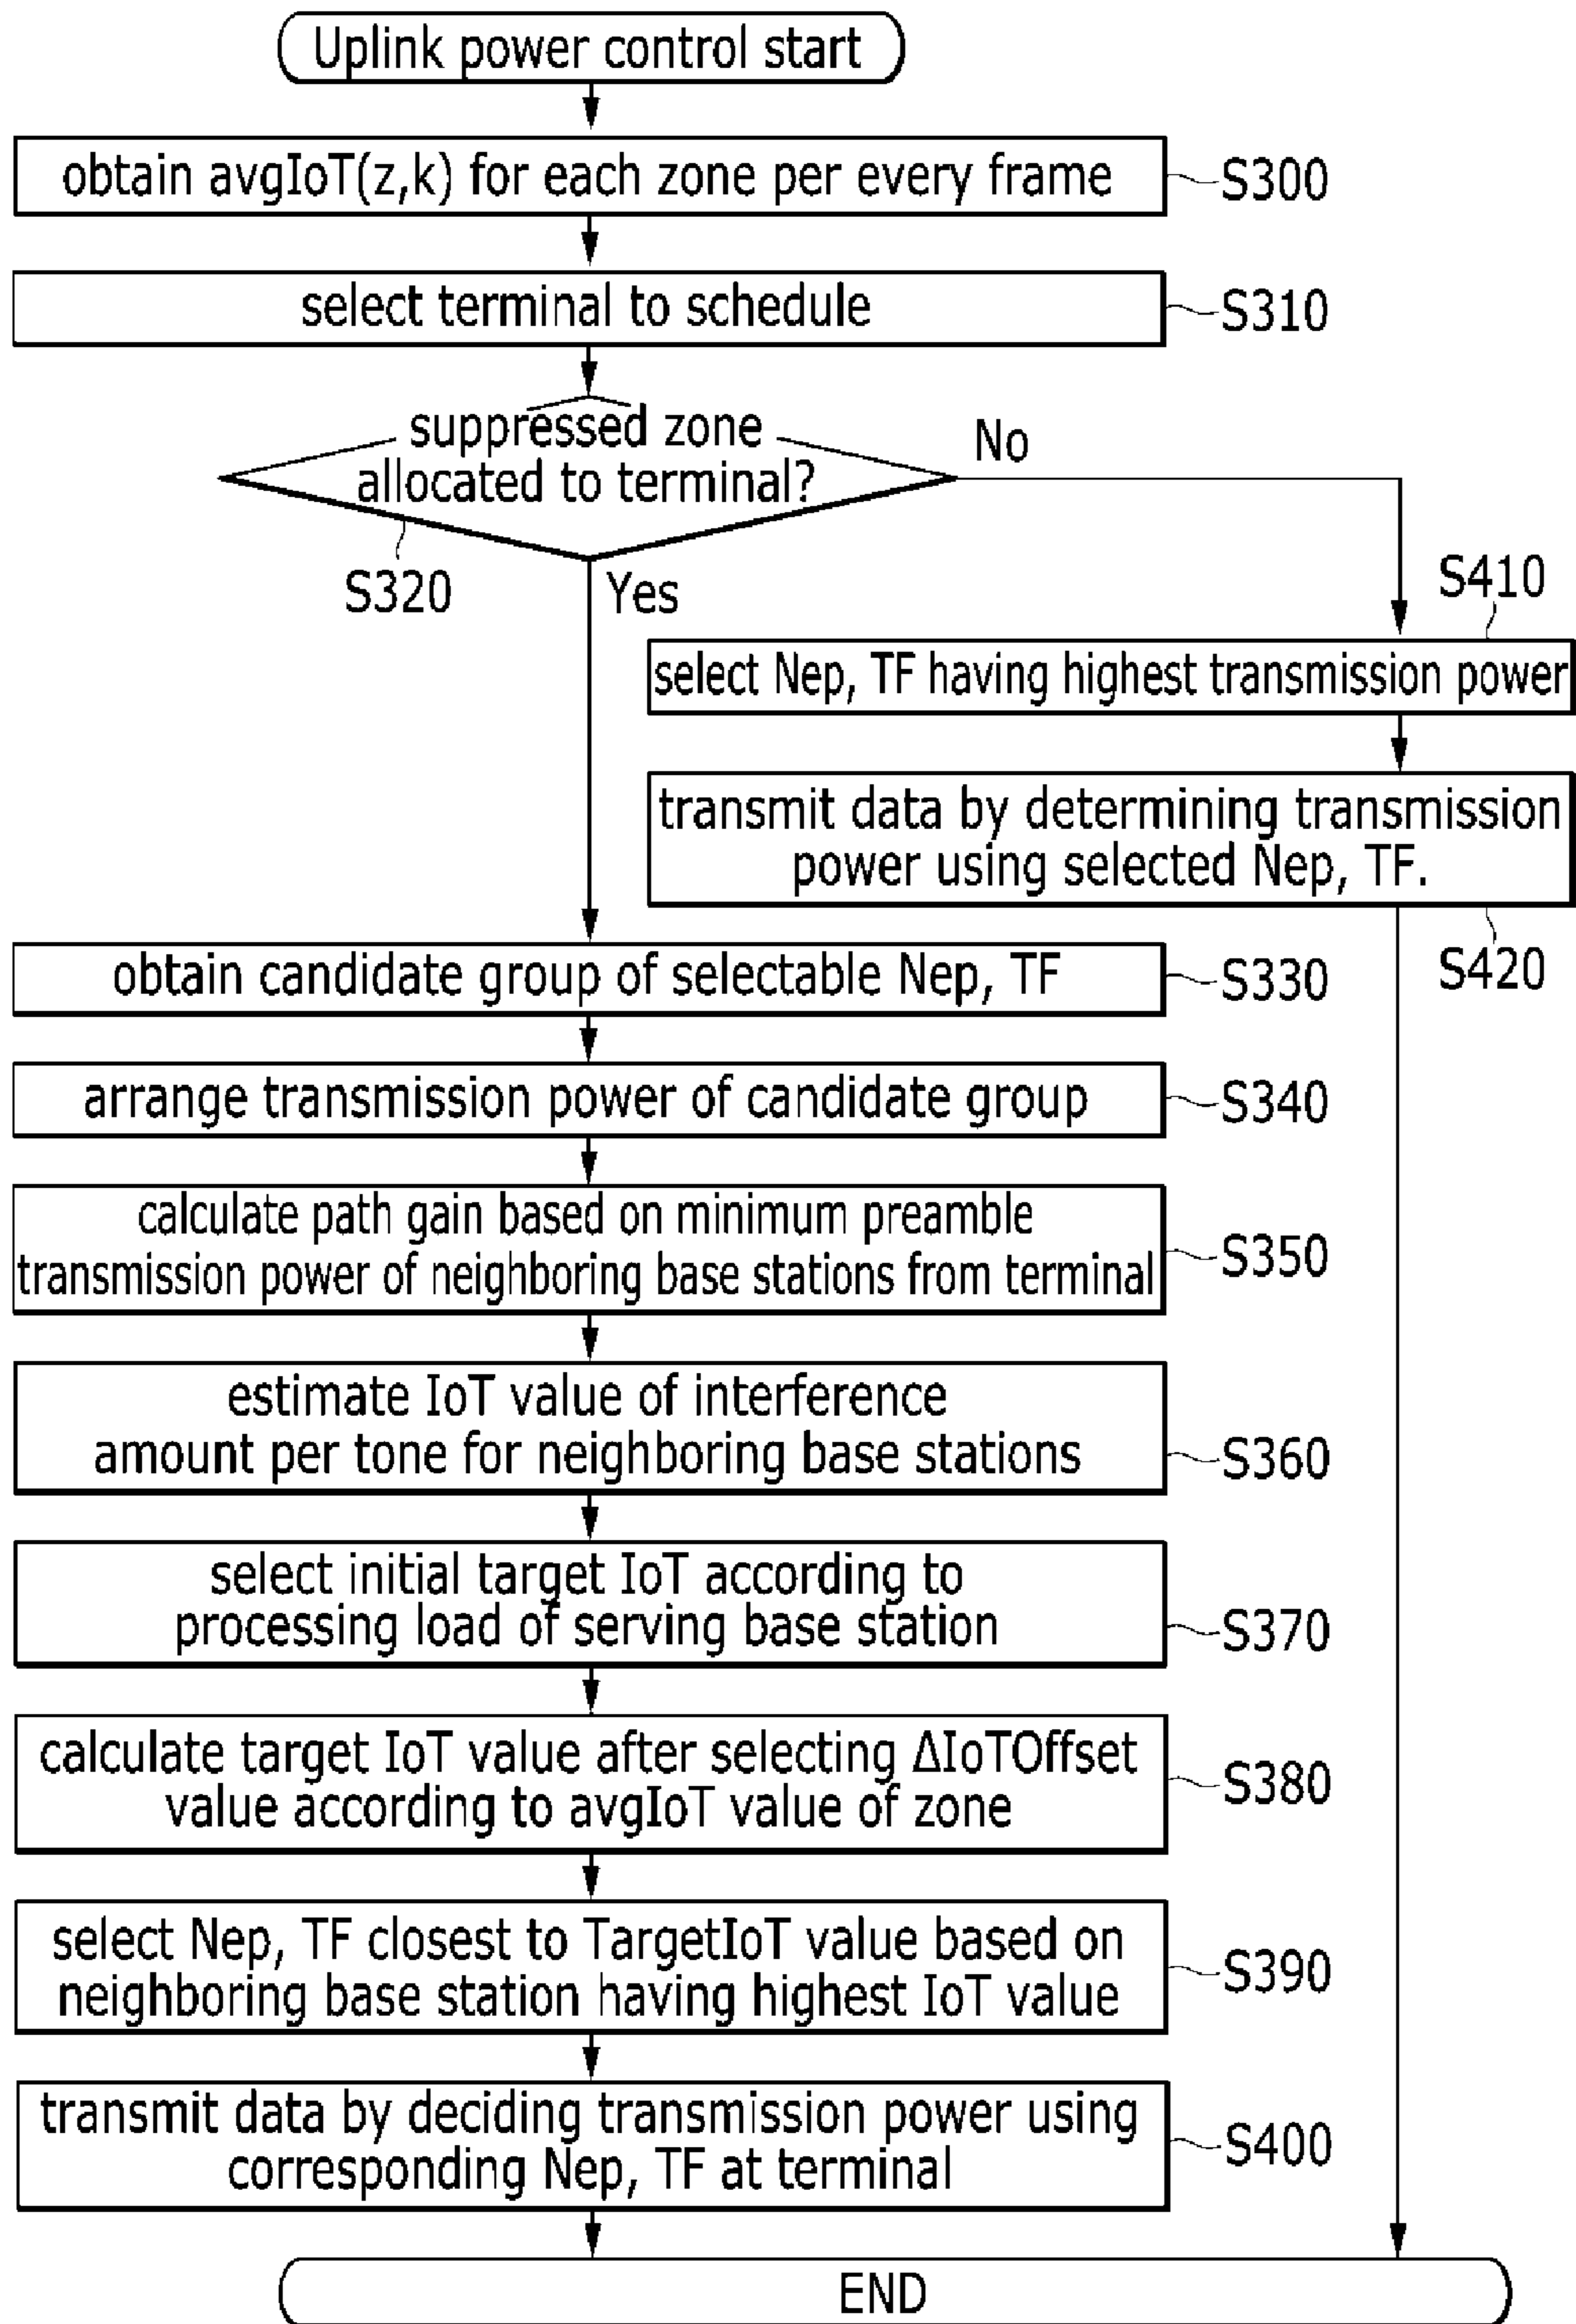 Uplink power control start
obtain avgIoT(z,k) for each zone per every frame
S300
select terminal to schedule
S310
suppressed zone
allocated to terminal?
No
S320
Yes
S410
select Nep, TF having highest transmission power
transmit data by determining transmission
power using selected Nep, TF.
S420
obtain candidate group of selectable Nep, TF
S330
arrange transmission power of candidate group
S340
calculate path gain based on minimum preamble
transmission power of neighboring base stations from terminal
S350
estimate IoT value of interference
amount per tone for neighboring base stations
S360
select initial target IoT according to
processing load of serving base station
S370
calculate target IoT value after selecting ΔIoTOffset
value according to avgIoT value of zone
S380
select Nep, TF closest to TargetIoT value based on
neighboring base station having highest IoT value
S390
transmit data by deciding transmission power using
corresponding Nep, TF at terminal
S400
END